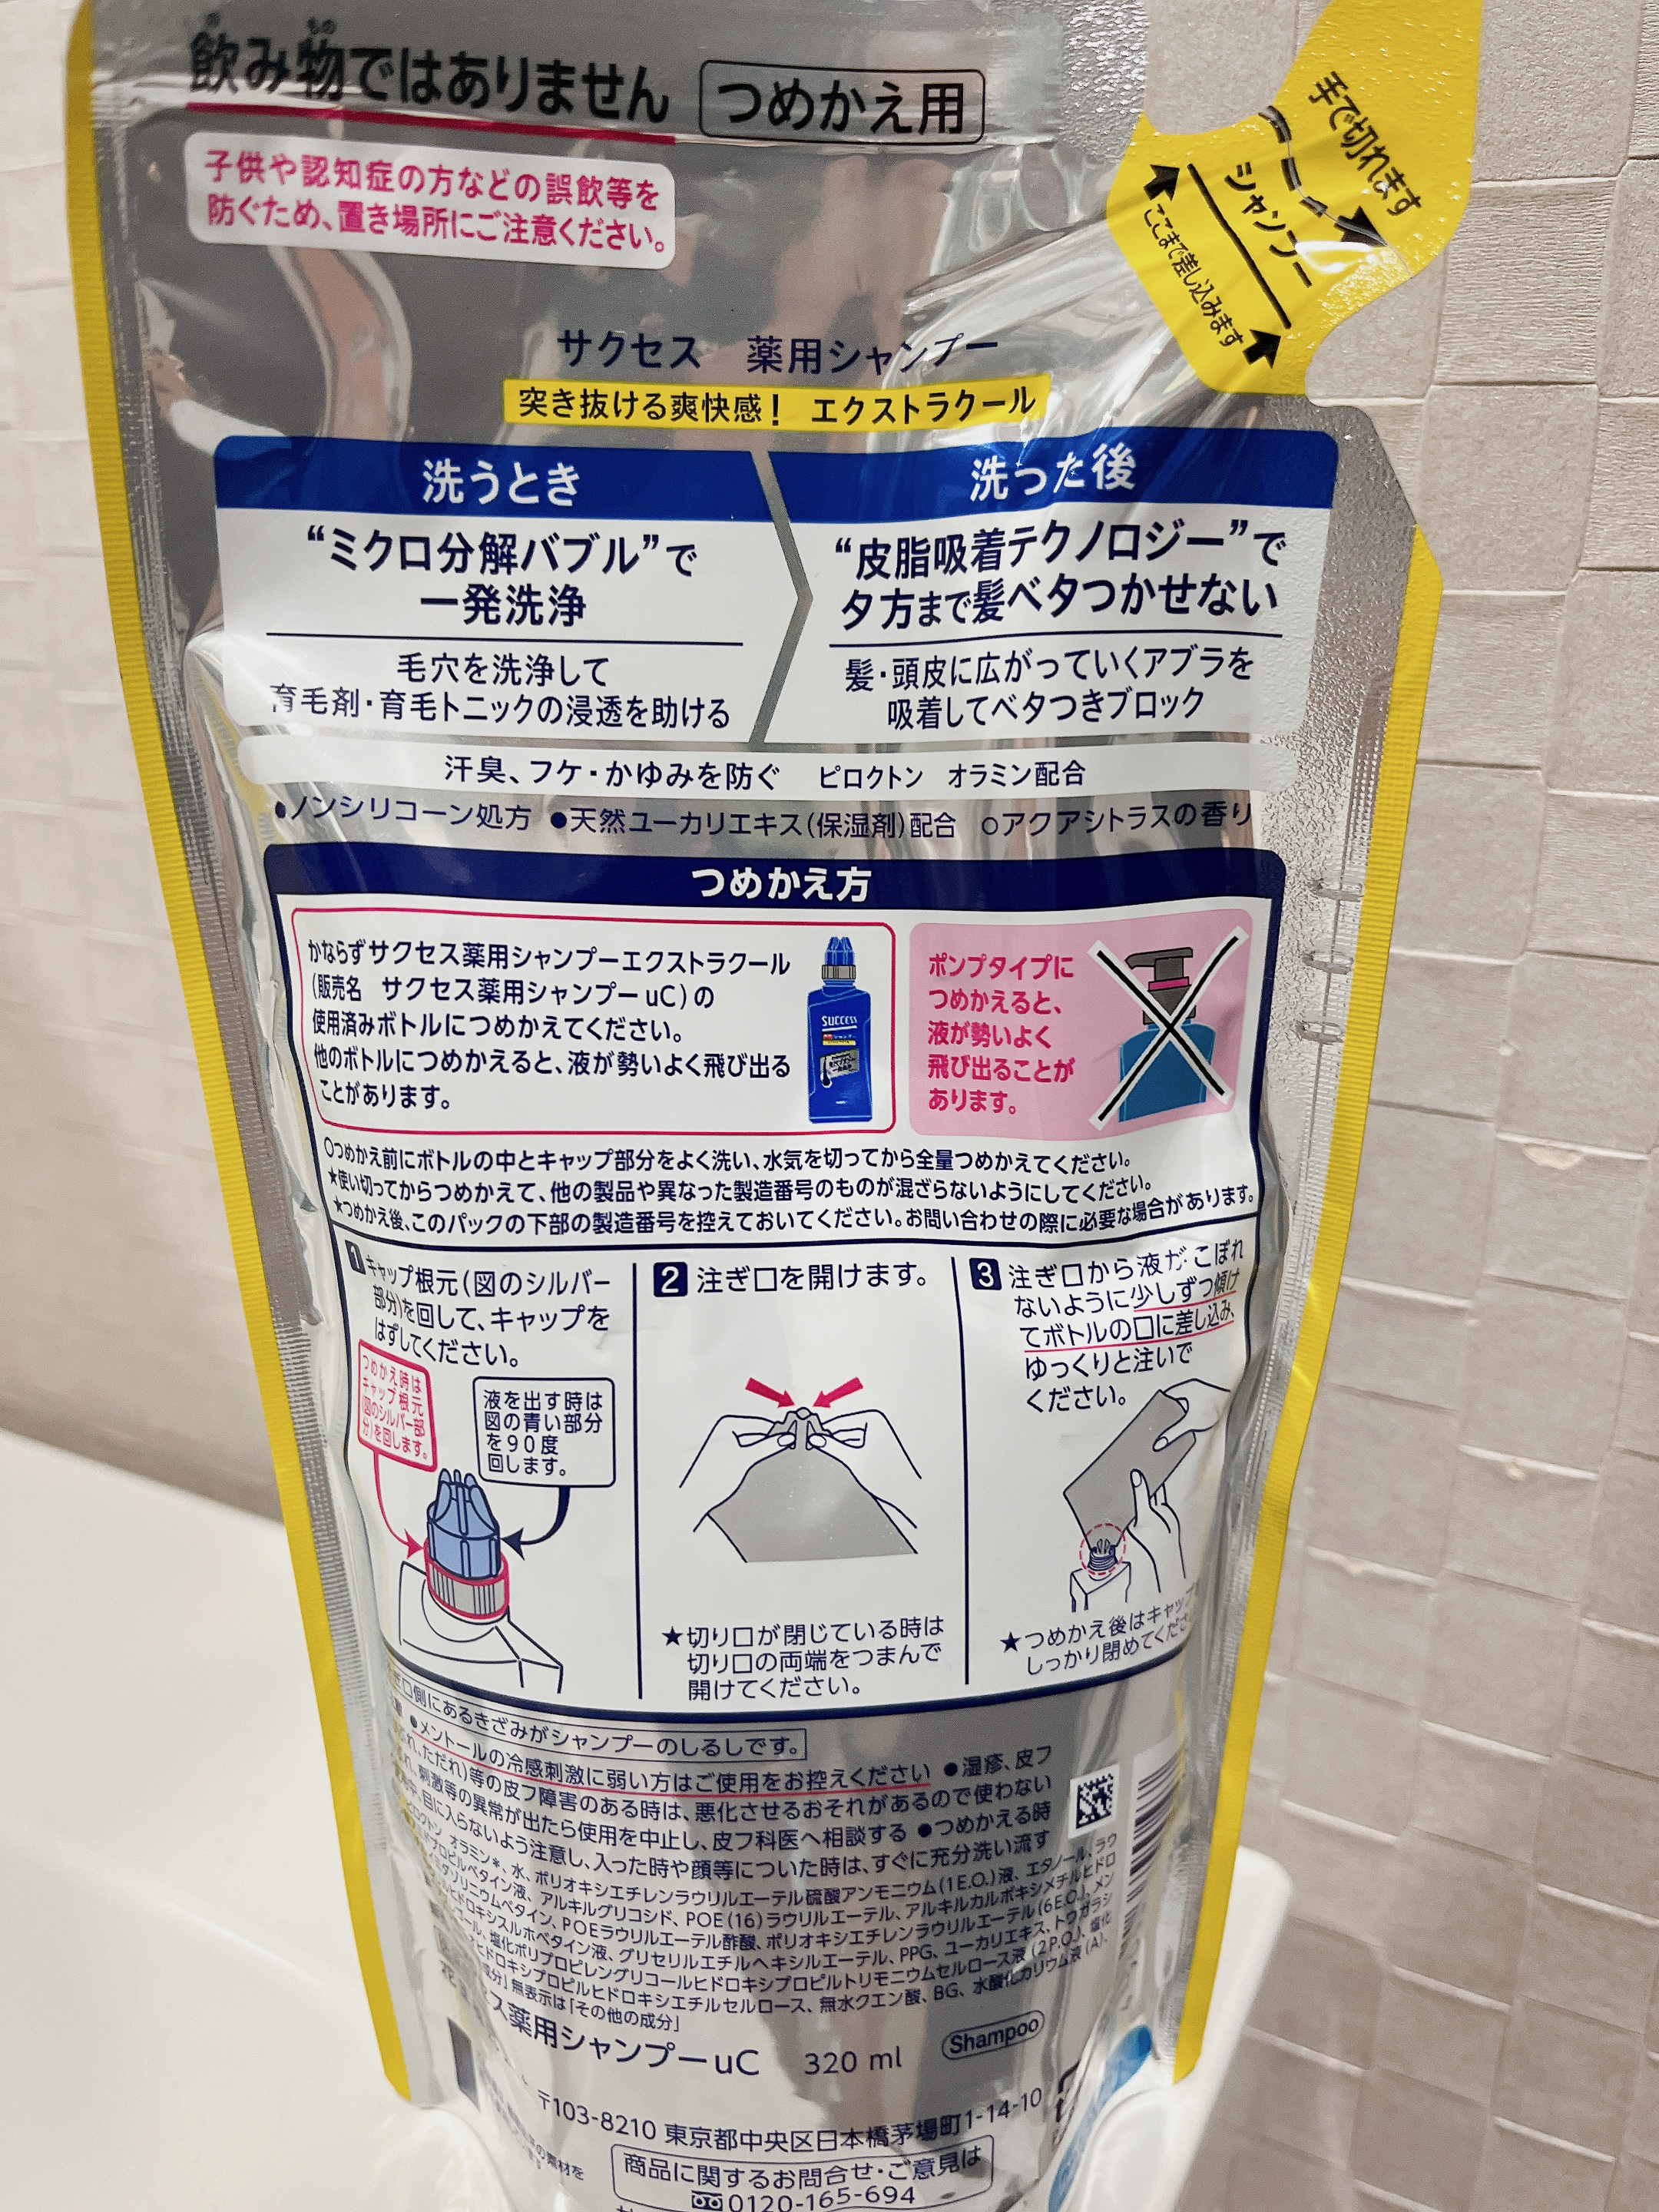 飲み物ではありません つめかえ用
子供や認知症の方などの誤飲等を
防ぐため、置き場所にご注意ください。
手で切れます
シャンプー
ここまで差し込みます
サクセス 薬用シャンプー
突き抜ける爽快感! エクストラクール
洗うとき
“ミクロ分解バブル”で
一発洗浄
毛穴を洗浄して
育毛剤・育毛トニックの浸透を助ける
洗った後
“皮脂吸着テクノロジー”で
夕方まで髪ベタつかせない
髪・頭皮に広がっていくアブラを
吸着してベタつきブロック
汗臭、フケ・かゆみを防ぐ ピロクトン オラミン配合
●ノンシリコーン処方 ●天然ユーカリエキス(保湿剤)配合 ○アクアシトラスの香り
つめかえ方
かならずサクセス薬用シャンプーエクストラクール
(販売名 サクセス薬用シャンプーuC)の
使用済みボトルにつめかえてください。
他のボトルにつめかえると、液が勢いよく飛び出る
ことがあります。
SUCCESS
ポンプタイプに
つめかえると、
液が勢いよく
飛び出ることが
あります。
○つめかえ前にボトルの中とキャップ部分をよく洗い、水気を切ってから全量つめかえてください。
★使い切ってからつめかえて、他の製品や異なった製造番号のものが混ざらないようにしてください。
★つめかえ後、このパックの下部の製造番号を控えておいてください。お問い合わせの際に必要な場合があります。
1 キャップ根元(図のシルバー
部分)を回して、キャップを
はずしてください。
つめかえ時は
キャップ根元
(図のシルバー部
分)を回します。
液を出す時は
図の青い部分
を90度
回します。
2 注ぎ口を開けます。
★切り口が閉じている時は
切り口の両端をつまんで
開けてください。
3 注ぎ口から液がこぼれ
ないように少しずつ傾け
てボトルの口に差し込み、
ゆっくりと注いで
ください。
★つめかえ後はキャップ
しっかり閉めてくださ
ぎ口側にあるきざみがシャンプーのしるしです。
●メントールの冷感刺激に弱い方はご使用をお控えください ●湿疹、皮フ
れ、ただれ)等の皮フ障害のある時は、悪化させるおそれがあるので使わない
れ、刺激等の異常が出たら使用を中止し、皮フ科医へ相談する ●つめかえる時
中、目に入らないよう注意し、入った時や顔等についた時は、すぐに充分洗い流す
ロクトン オラミン*、水、ポリオキシエチレンラウリルエーテル硫酸アンモニウム(1E.O.)液、エタノール、ラウ
プロピルベタイン液、アルキルグリコシド、POE(16)ラウリルエーテル、アルキルカルボキシメチルヒドロ
ダゾリニウムベタイン、POEラウリルエーテル酢酸、ポリオキシエチレンラウリルエーテル(6E.O.)、メン
ヒドロキシスルホベタイン液、グリセリルエチルヘキシルエーテル、PPG、ユーカリエキス、トウガラシ
ール、塩化ポリプロピレングリコールヒドロキシプロピルトリモニウムセルロース液(2P.O.)、塩化
ヒドロキシプロピルヒドロキシエチルセルロース、無水クエン酸、BG、水酸化カリウム液(A)、
成分」無表示は「その他の成分」
ス薬用シャンプーuC 320 ml Shampoo
〒103-8210 東京都中央区日本橋茅場町1-14-10
商品に関するお問合せ・ご意見は
0120-165-694